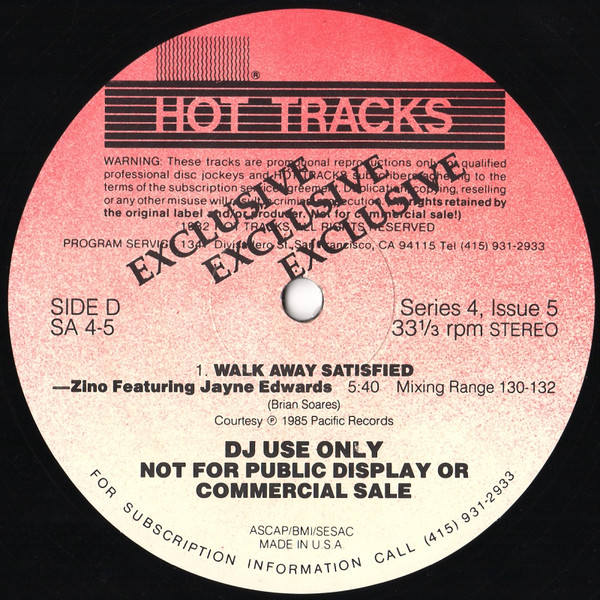 ®
HOT TRACKS
WARNING: These tracks are promotional reproductions only for qualified
professional disc jockeys and HOT TRACKS subscribers adhering to the
terms of the subscription service agreement. Duplication, copying, reselling
or any other misuse will result in criminal prosecution. (All rights retained by
the original label and producer. Not for commercial sale!)
1982 HOT TRACKS, ALL RIGHTS RESERVED
PROGRAM SERVICE 134 Divisadero St. San Francisco, CA 94115 Tel (415) 931-2933
EXCLUSIVE
EXCLUSIVE
EXCLUSIVE
SIDE D
SA 4-5
Series 4, Issue 5
33⅓ rpm STEREO
1. WALK AWAY SATISFIED
—Zino Featuring Jayne Edwards 5:40 Mixing Range 130-132
(Brian Soares)
Courtesy ℗ 1985 Pacific Records
DJ USE ONLY
NOT FOR PUBLIC DISPLAY OR
COMMERCIAL SALE
FOR SUBSCRIPTION INFORMATION CALL (415) 931-2933
ASCAP/BMI/SESAC
MADE IN U.S.A.